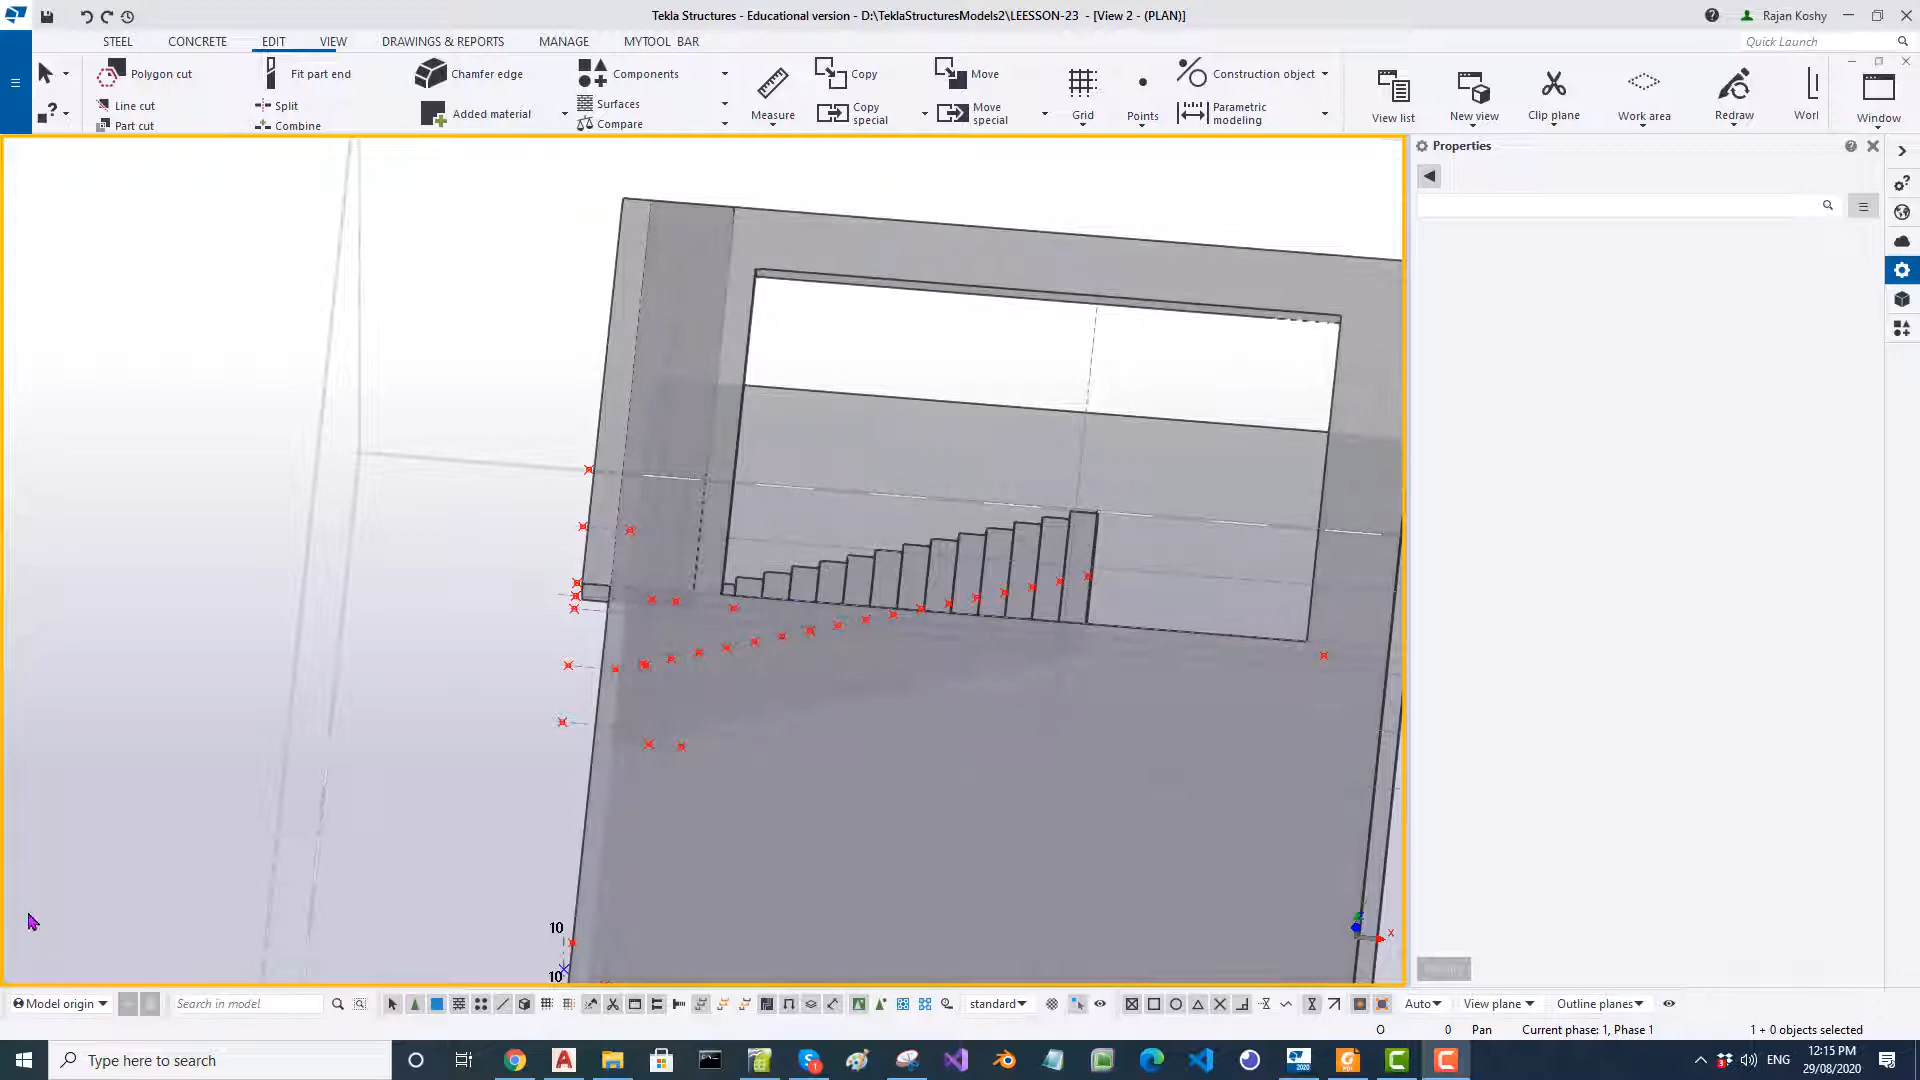 Tekla Structures - Educational version - D:\TeklaStructuresModels2\LEESSON-23 - [View 2 - (PLAN)]
Rajan Koshy
STEEL CONCRETE EDIT VIEW DRAWINGS & REPORTS MANAGE MYTOOL BAR
Quick Launch
Polygon cut
Line cut
Part cut
Fit part end
Split
Combine
Chamfer edge
Added material
Components
Surfaces
Compare
Measure
Copy
Copy special
Move
Move special
Grid
Points
Construction object
Parametric modeling
View list
New view
Clip plane
Work area
Redraw
Worl
Window
Properties
10
10
x
Model origin
Search in model
standard
Auto
View plane
Outline planes
O 0 Pan Current phase: 1, Phase 1 1 + 0 objects selected
Type here to search
ENG
12:15 PM
29/08/2020